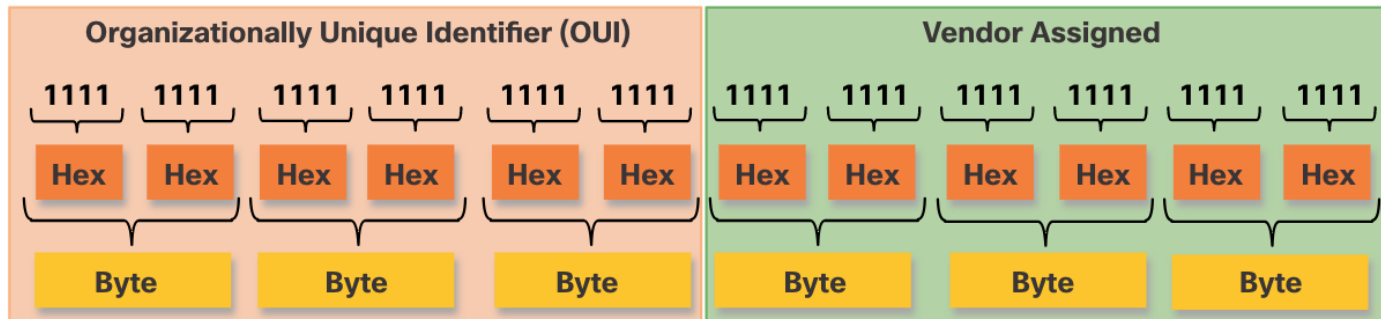 Organizationally Unique Identifier (OUI) Vendor Assigned
1111 1111 1111 1111 1111 1111 1111 1111 1111 1111 1111 1111
Hex Hex Hex Hex Hex Hex Hex Hex Hex Hex Hex Hex
Byte Byte Byte Byte Byte Byte